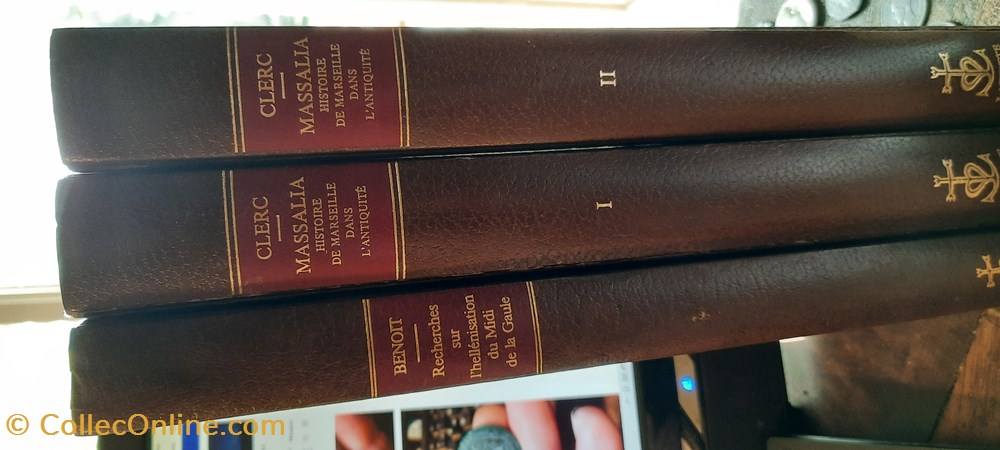 CLERC
MASSALIA
HISTOIRE
DE MARSEILLE
DANS
L'ANTIQUITÉ
II
CLERC
MASSALIA
HISTOIRE
DE MARSEILLE
DANS
L'ANTIQUITÉ
I
BENOIT
Recherches
sur
l'hellénisation
du Midi
de la Gaule
© CollecOnline.com